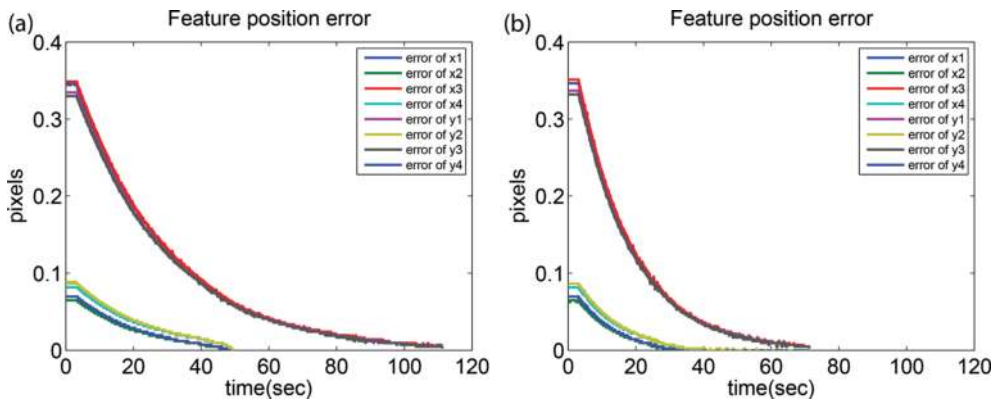 (a)
Feature position error
0.4
0.3
0.2
0.1
0
pixels
error of x1
error of x2
error of x3
error of x4
error of y1
error of y2
error of y3
error of y4
0 20 40 60 80 100 120
time(sec)
(b)
Feature position error
0.4
0.3
0.2
0.1
0
pixels
error of x1
error of x2
error of x3
error of x4
error of y1
error of y2
error of y3
error of y4
0 20 40 60 80 100 120
time(sec)